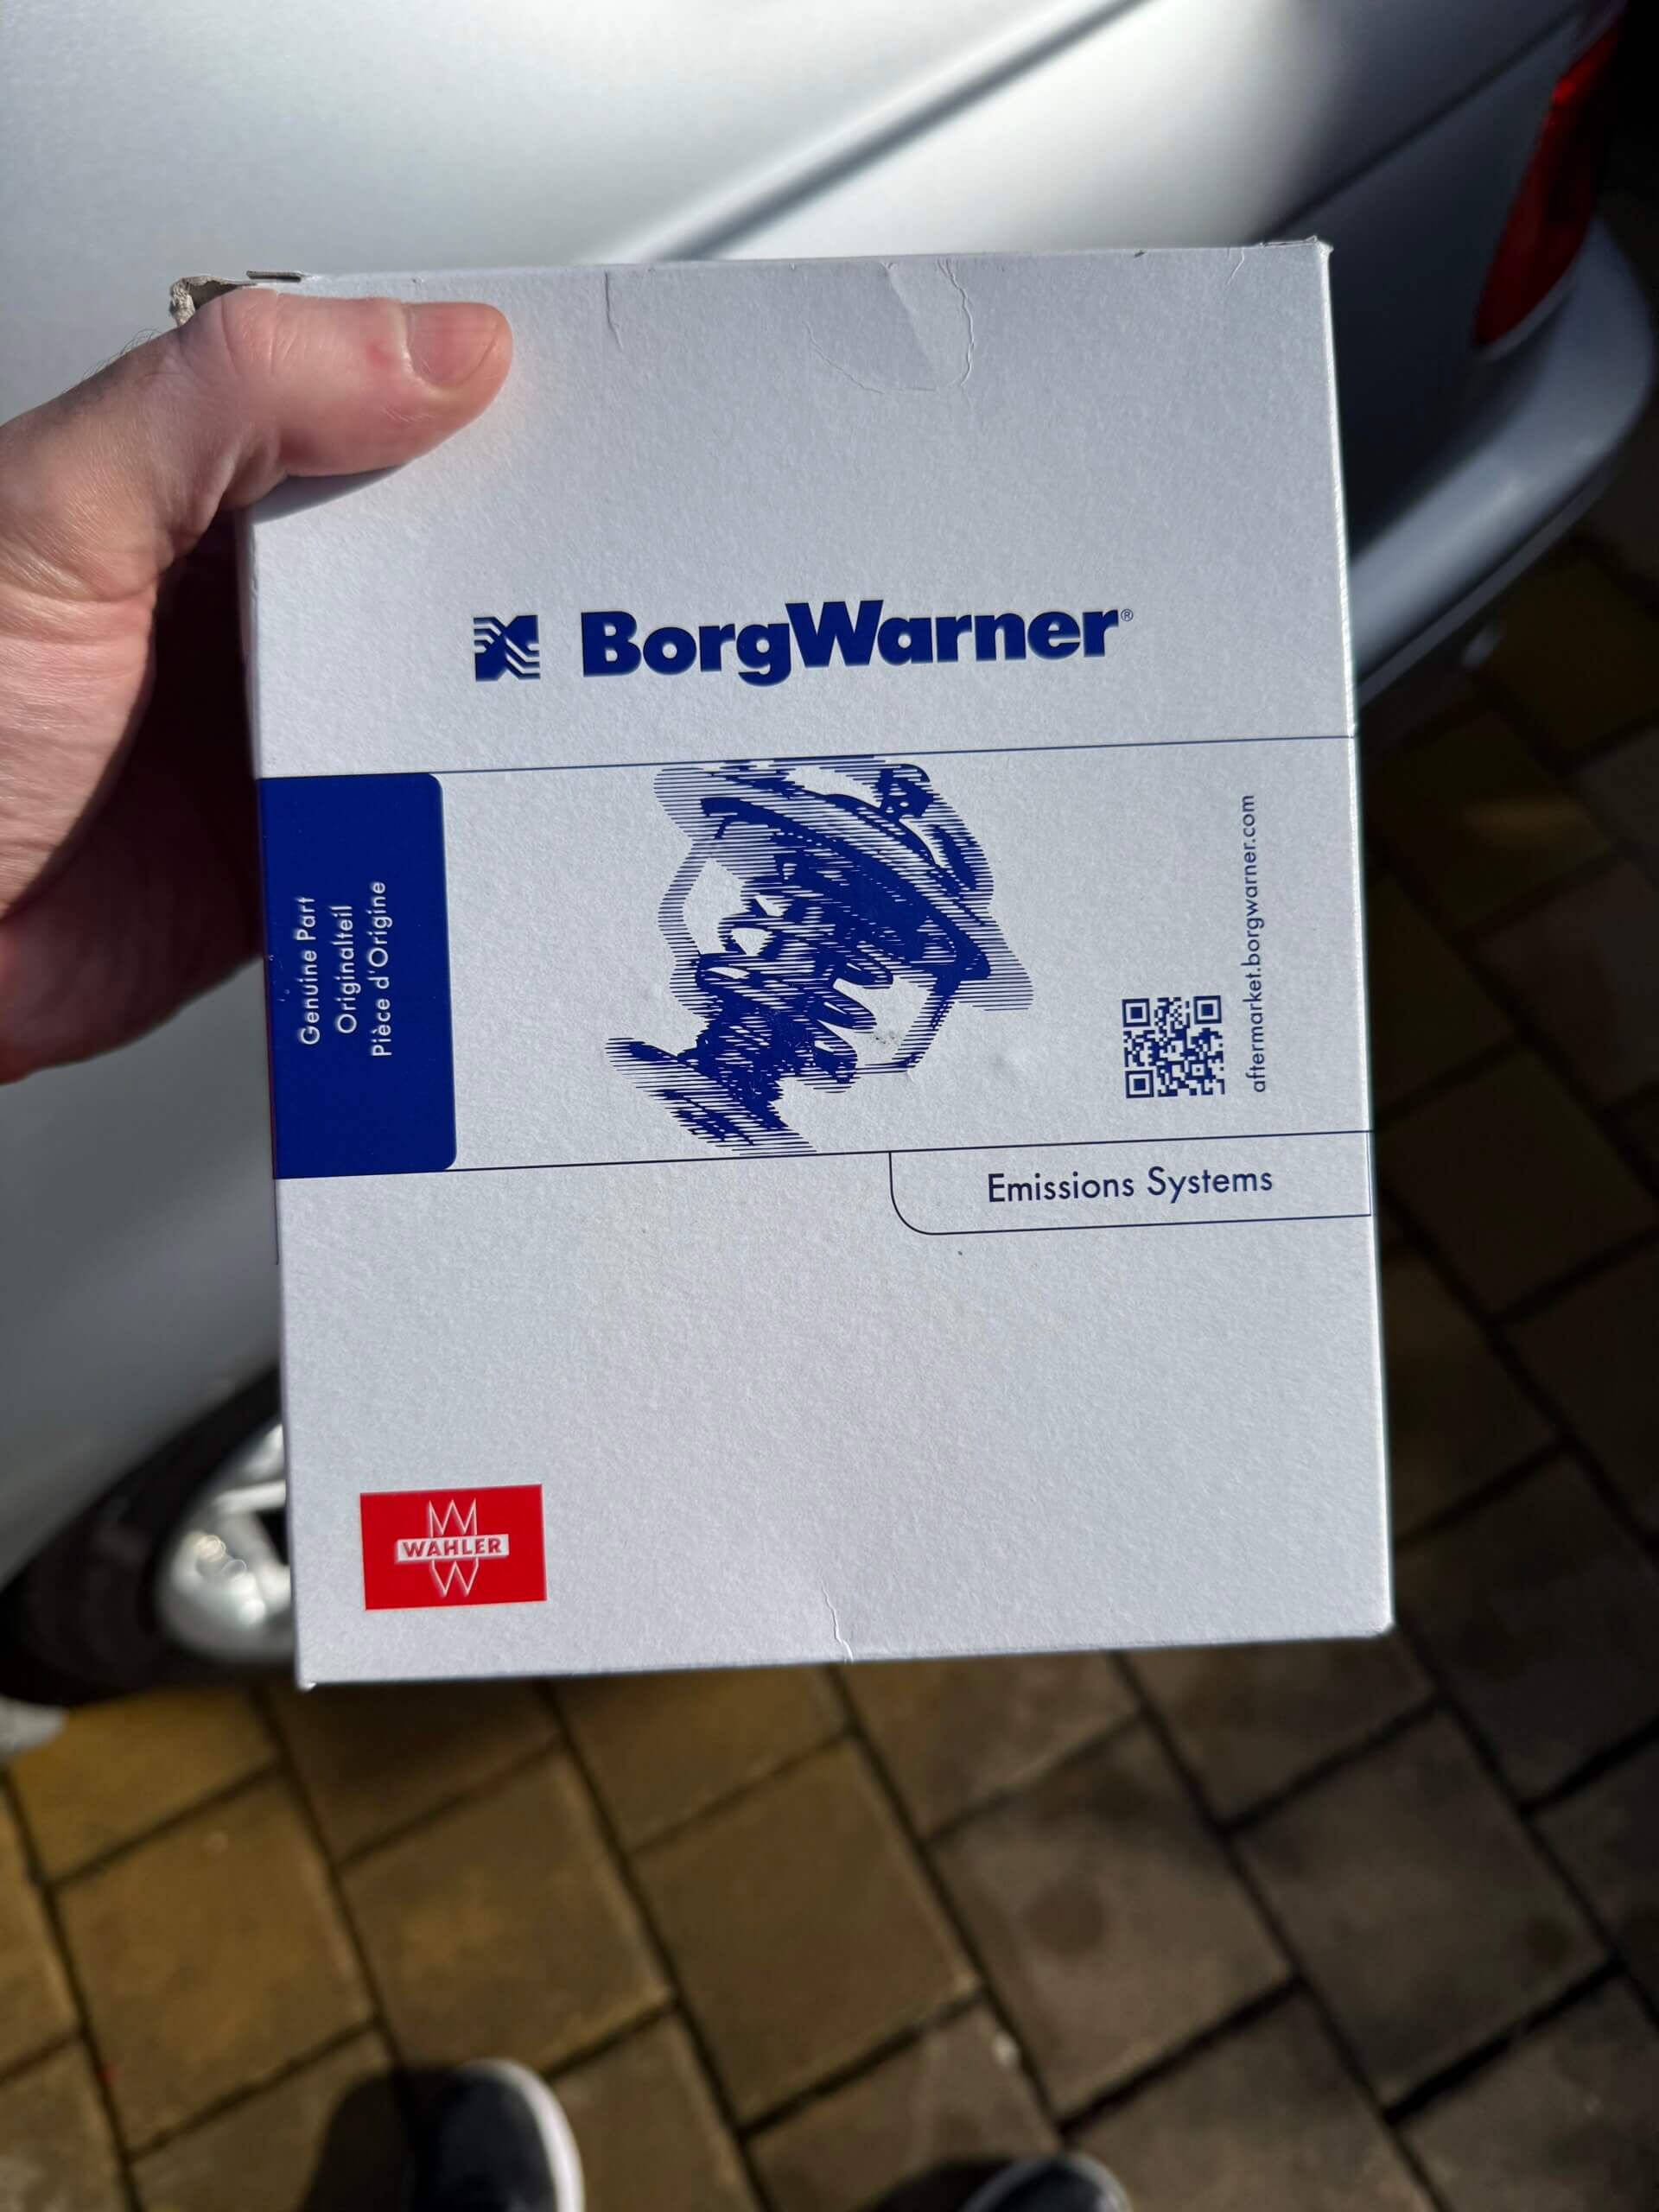 BorgWarner®
Genuine Part
Originalteil
Pièce d'Origine
aftermarket.borgwarner.com
Emissions Systems
WAHLER